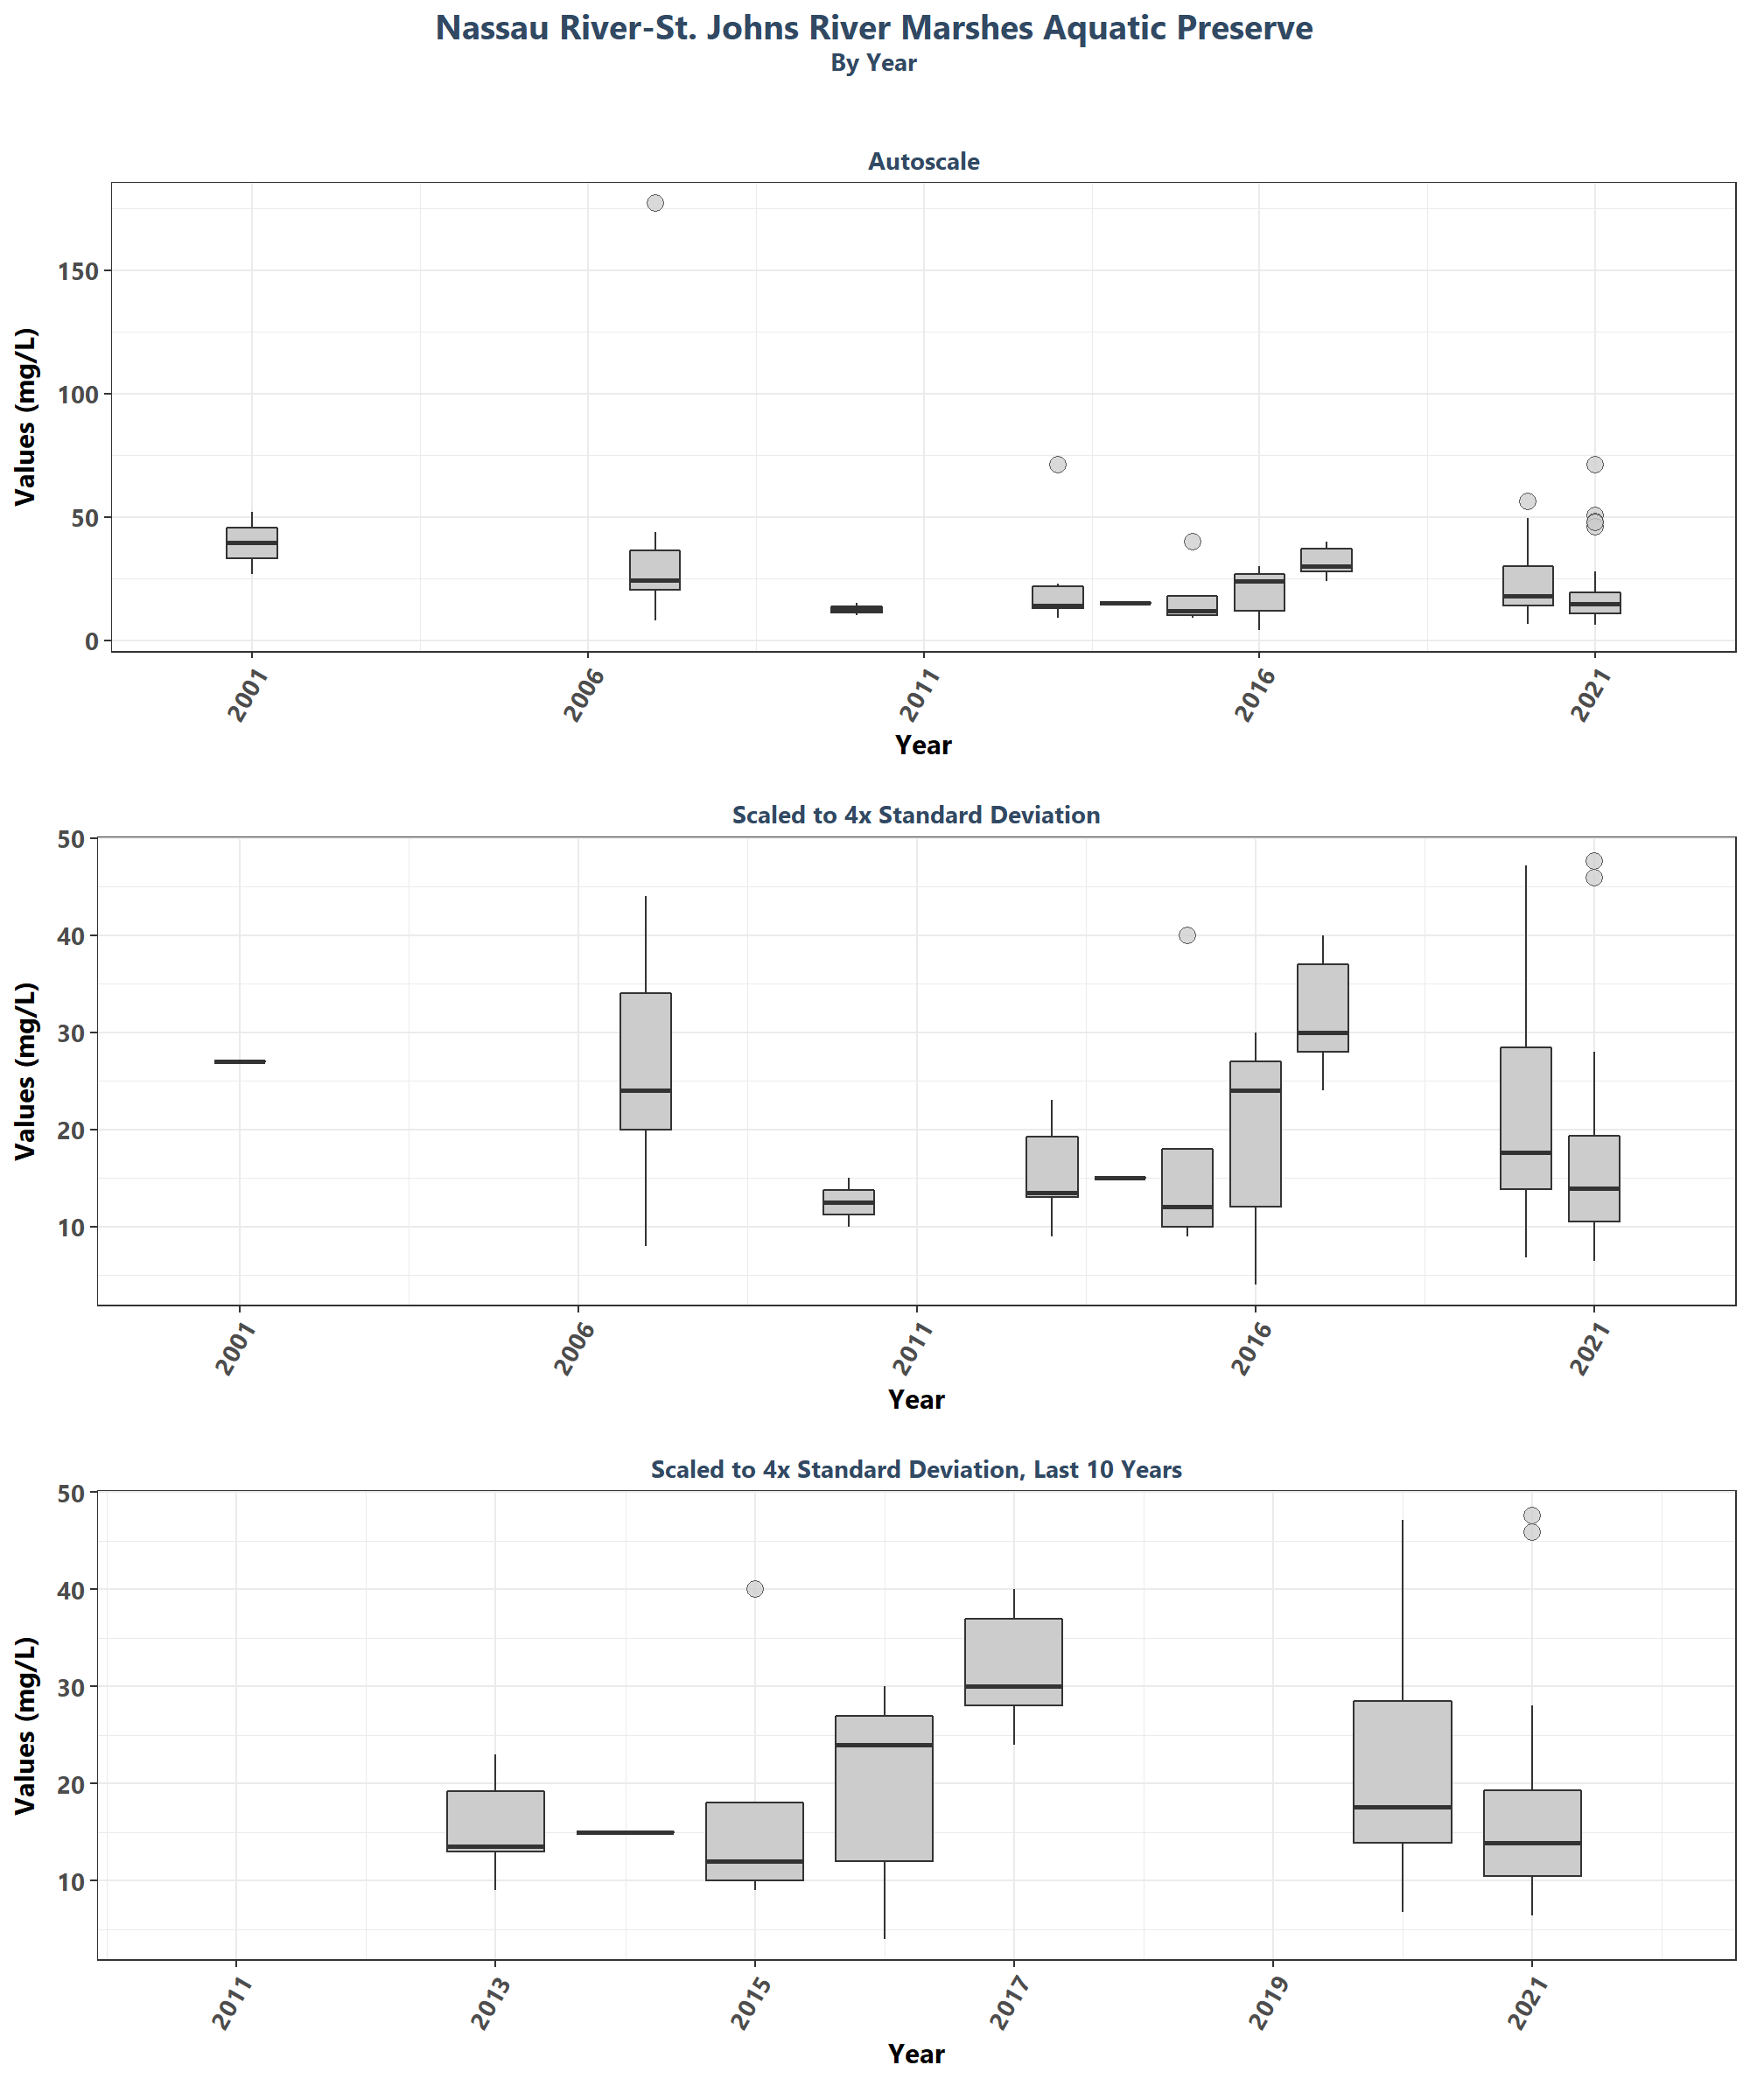 Nassau River-St. Johns River Marshes Aquatic Preserve
By Year
Autoscale
Values (mg/L)
150
100
50
0
2001
2006
2011
2016
2021
Year
Scaled to 4x Standard Deviation
Values (mg/L)
50
40
30
20
10
2001
2006
2011
2016
2021
Year
Scaled to 4x Standard Deviation, Last 10 Years
Values (mg/L)
50
40
30
20
10
2011
2013
2015
2017
2019
2021
Year